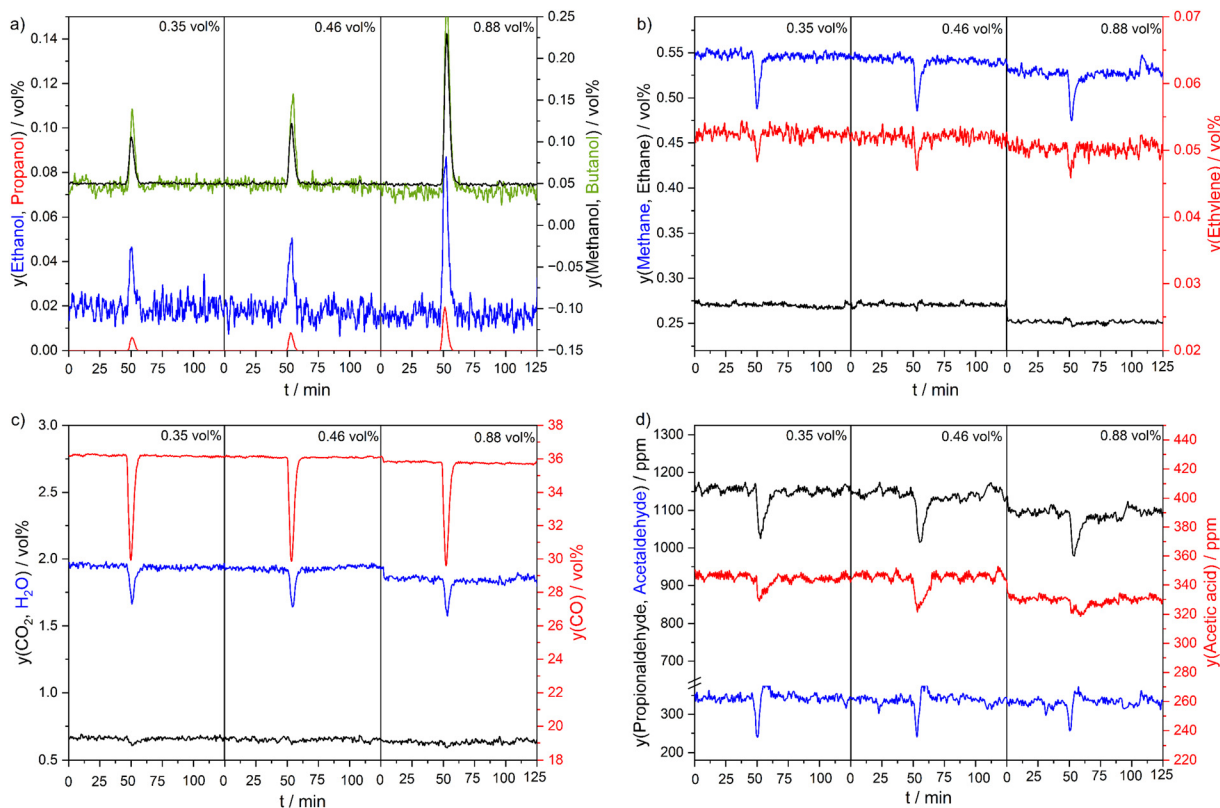 a)
0.35 vol%
0.46 vol%
0.88 vol%
0.14
0.12
0.10
0.08
0.06
0.04
0.02
0.00
y(Ethanol, Propanol) / vol%
0.25
0.20
0.15
0.10
0.05
0.00
−0.05
−0.10
−0.15
y(Methanol, Butanol) / vol%
0 25 50 75 100 0 25 50 75 100 0 25 50 75 100 125
t / min
b)
0.35 vol%
0.46 vol%
0.88 vol%
0.55
0.50
0.45
0.40
0.35
0.30
0.25
y(Methane, Ethane) / vol%
0.07
0.06
0.05
0.04
0.03
0.02
y(Ethylene) / vol%
0 25 50 75 100 0 25 50 75 100 0 25 50 75 100 125
t / min
c)
0.35 vol%
0.46 vol%
0.88 vol%
3.0
2.5
2.0
1.5
1.0
0.5
y(CO₂, H₂O) / vol%
38
36
34
32
30
28
26
24
22
20
18
y(CO) / vol%
0 25 50 75 100 0 25 50 75 100 0 25 50 75 100 125
t / min
d)
0.35 vol%
0.46 vol%
0.88 vol%
1300
1200
1100
1000
900
800
700
300
200
y(Propionaldehyde, Acetaldehyde) / ppm
440
420
400
380
360
340
320
300
280
260
240
220
y(Acetic acid) / ppm
0 25 50 75 100 0 25 50 75 100 0 25 50 75 100 125
t / min